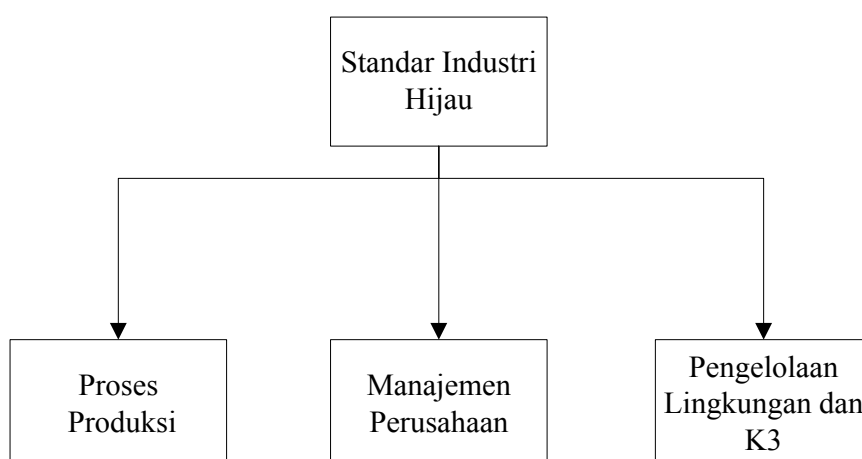 Standar Industri
Hijau
Proses
Produksi
Manajemen
Perusahaan
Pengelolaan
Lingkungan dan
K3